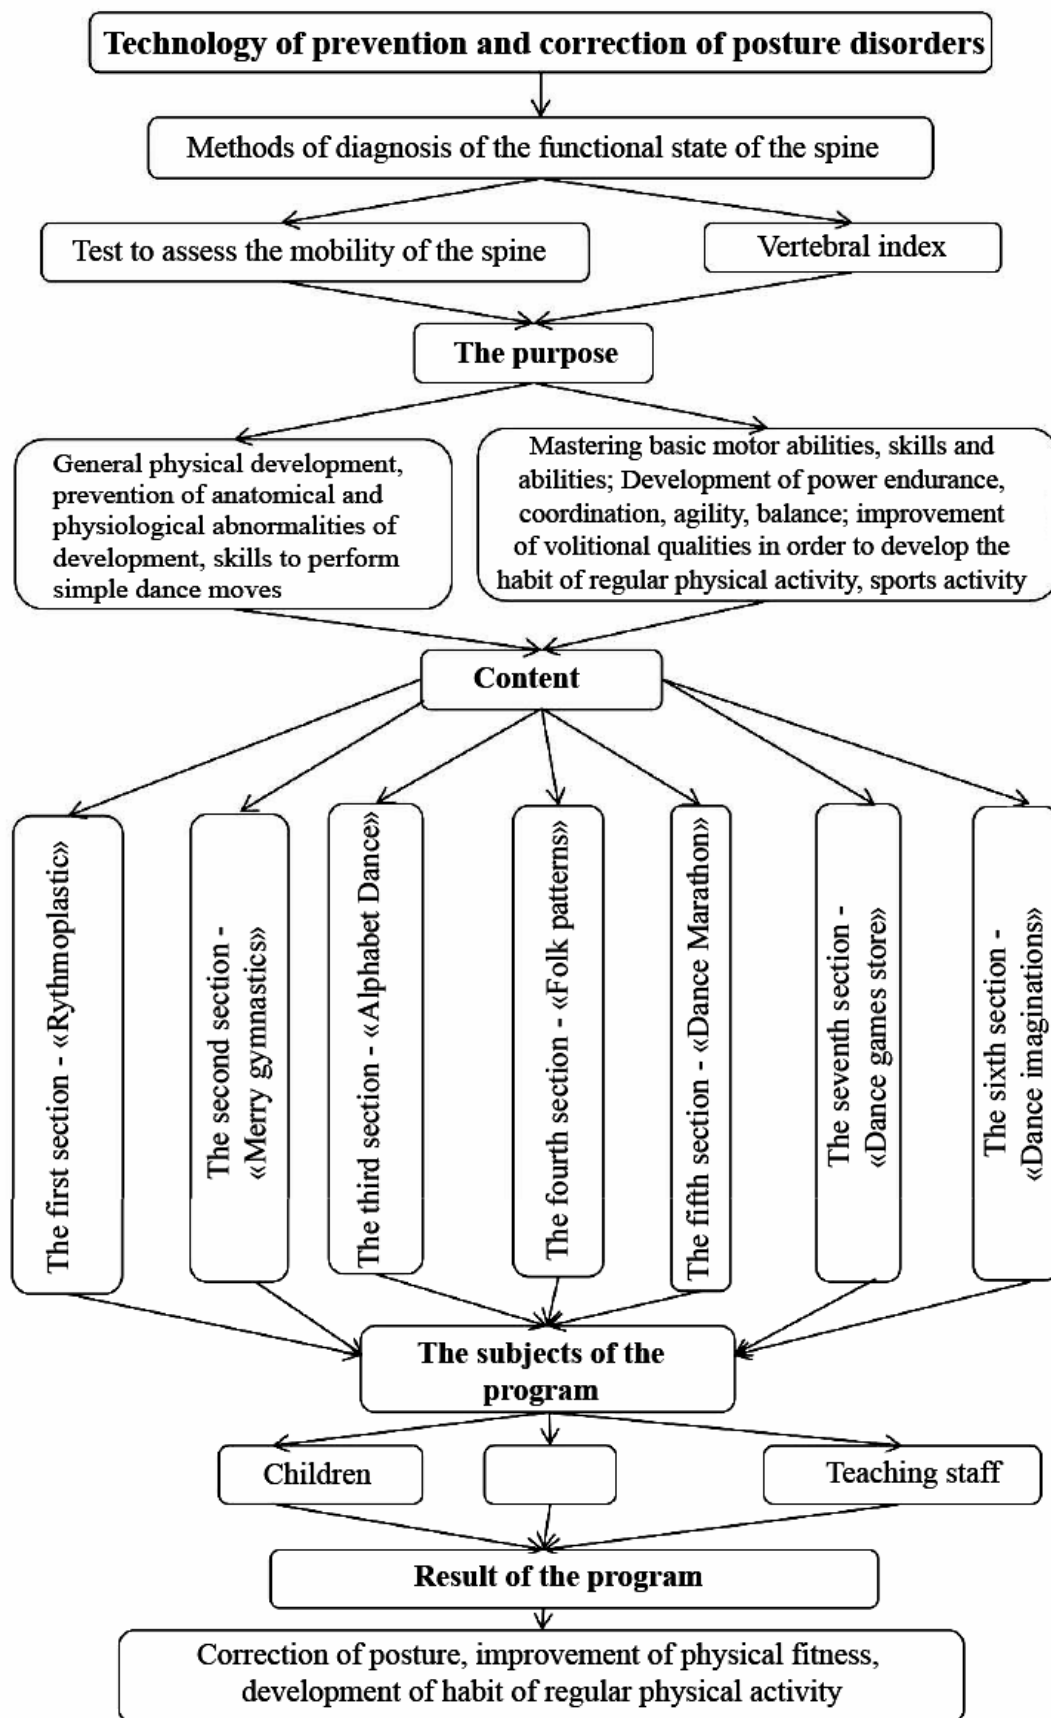 Technology of prevention and correction of posture disorders
Methods of diagnosis of the functional state of the spine
Test to assess the mobility of the spine
Vertebral index
The purpose
General physical development,
prevention of anatomical and
physiological abnormalities of
development, skills to perform
simple dance moves
Mastering basic motor abilities, skills and
abilities; Development of power endurance,
coordination, agility, balance; improvement
of volitional qualities in order to develop the
habit of regular physical activity, sports activity
Content
The first section - «Rythmoplastic»
The second section -
«Merry gymnastics»
The third section - «Alphabet Dance»
The fourth section - «Folk patterns»
The fifth section - «Dance Marathon»
The seventh section -
«Dance games store»
The sixth section -
«Dance imaginations»
The subjects of the
program
Children
Teaching staff
Result of the program
Correction of posture, improvement of physical fitness,
development of habit of regular physical activity